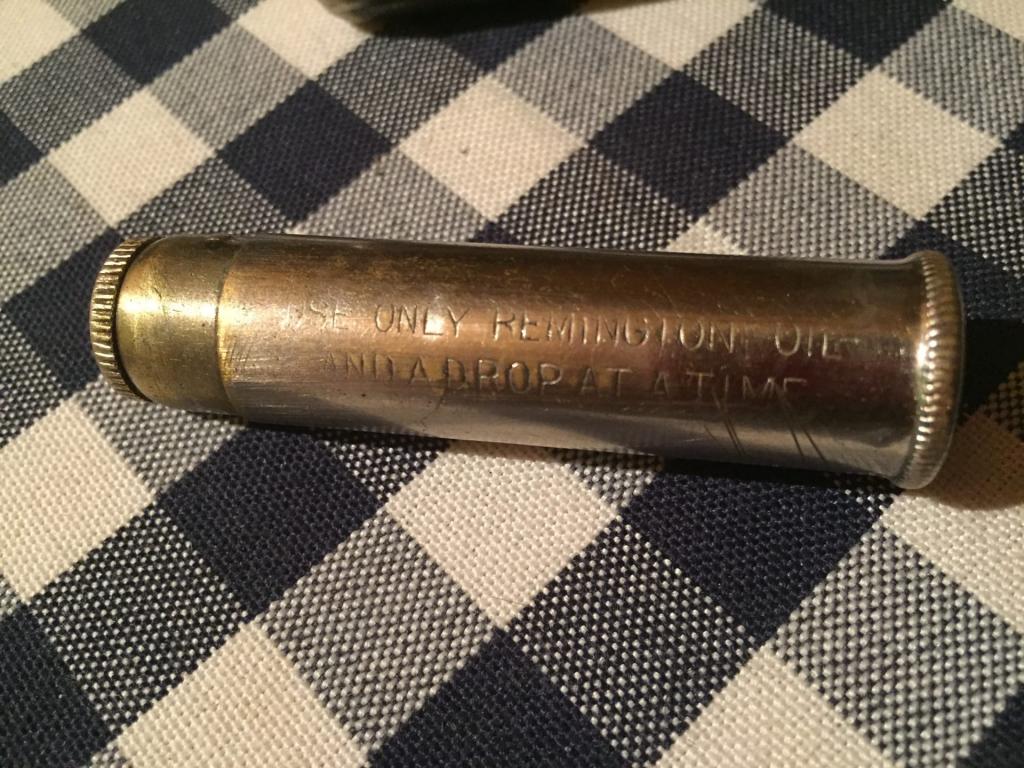 USE ONLY REMINGTON OIL
AND A DROP AT A TIME